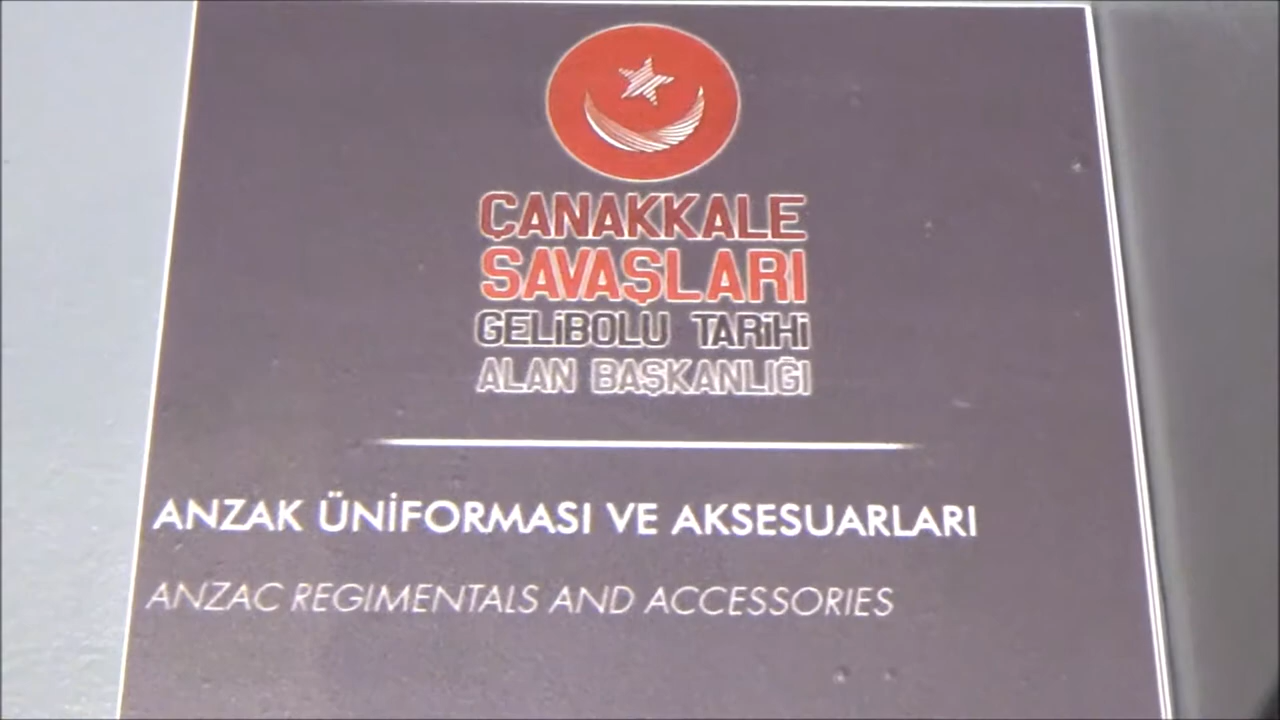 ÇANAKKALE
SAVAŞLARI
GELİBOLU TARİHİ
ALAN BAŞKANLIĞI
ANZAK ÜNİFORMASI VE AKSESUARLARI
ANZAC REGIMENTALS AND ACCESSORIES